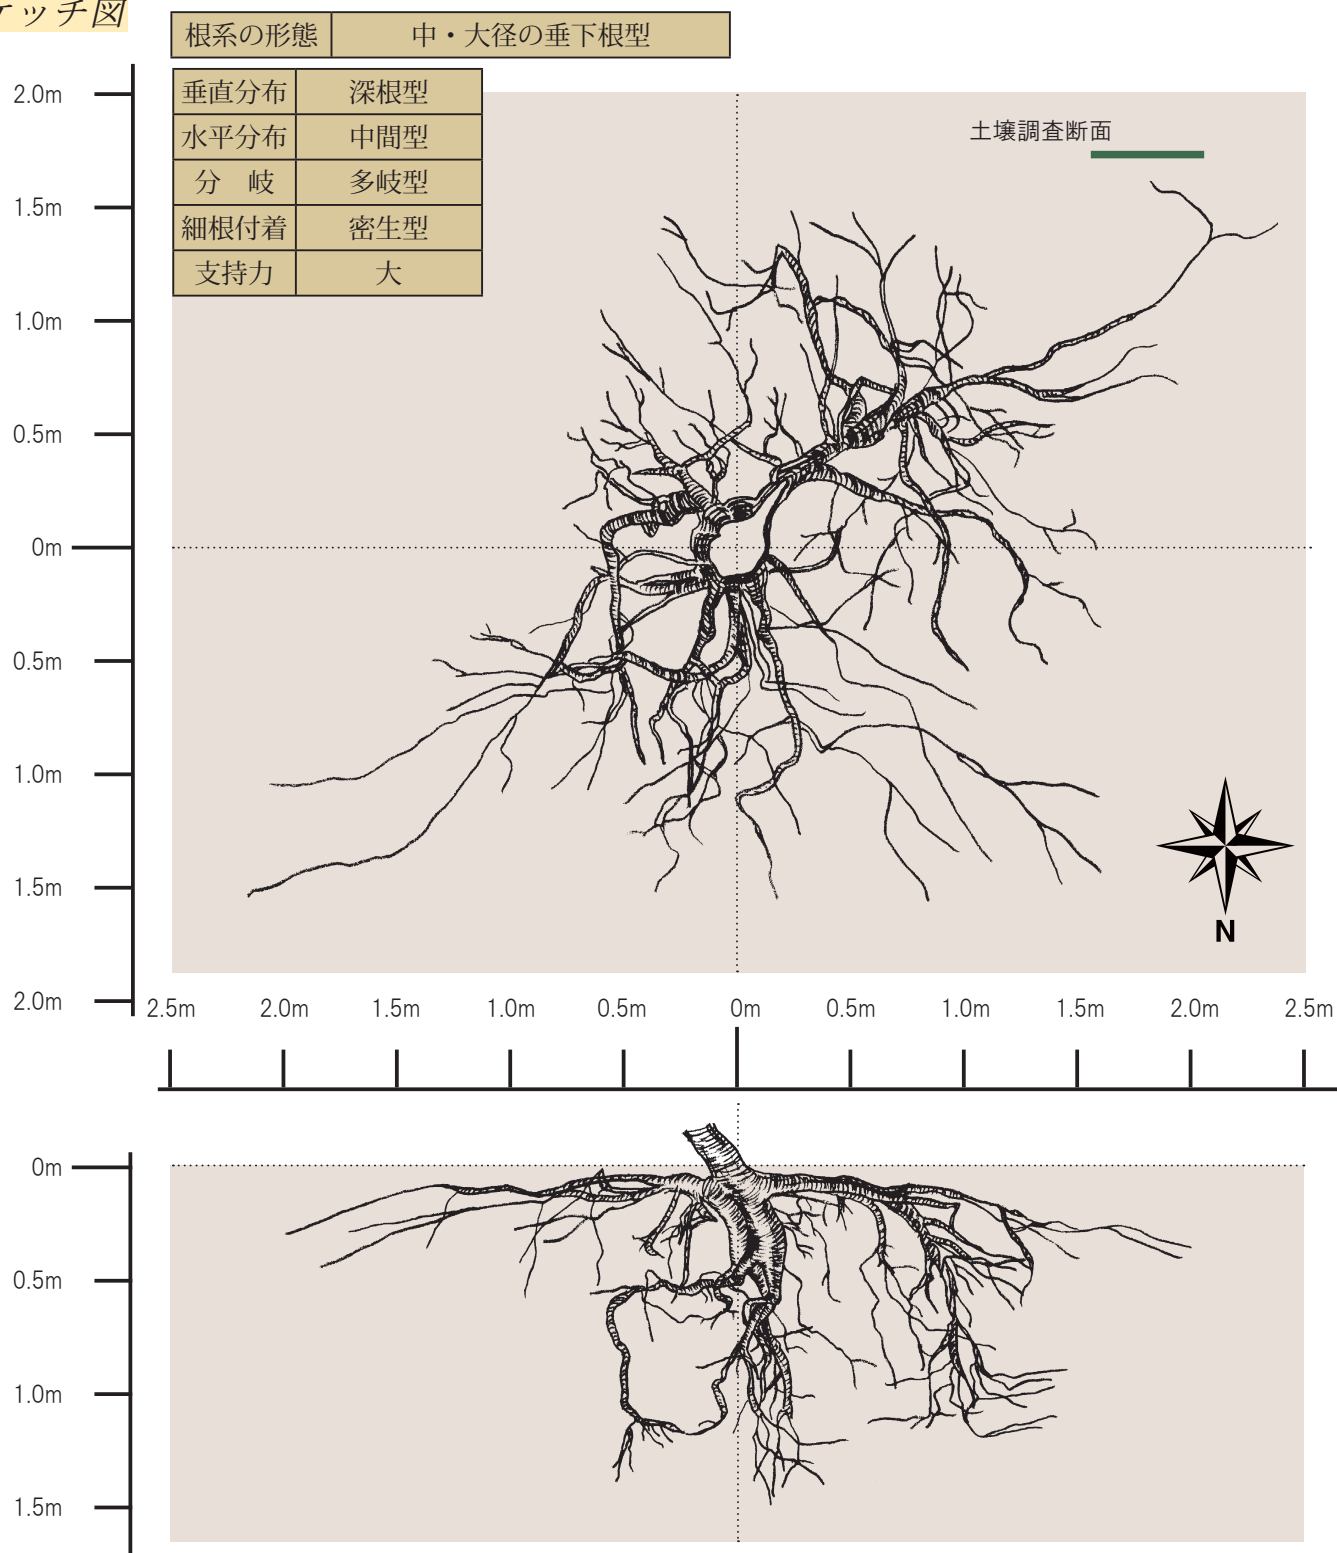 ケッチ図
根系の形態 中・大径の垂下根型
垂直分布 深根型
水平分布 中間型
分 岐 多岐型
細根付着 密生型
支持力 大
土壌調査断面
2.0m
1.5m
1.0m
0.5m
0m
0.5m
1.0m
1.5m
2.0m
N
2.5m 2.0m 1.5m 1.0m 0.5m 0m 0.5m 1.0m 1.5m 2.0m 2.5m
0m
0.5m
1.0m
1.5m